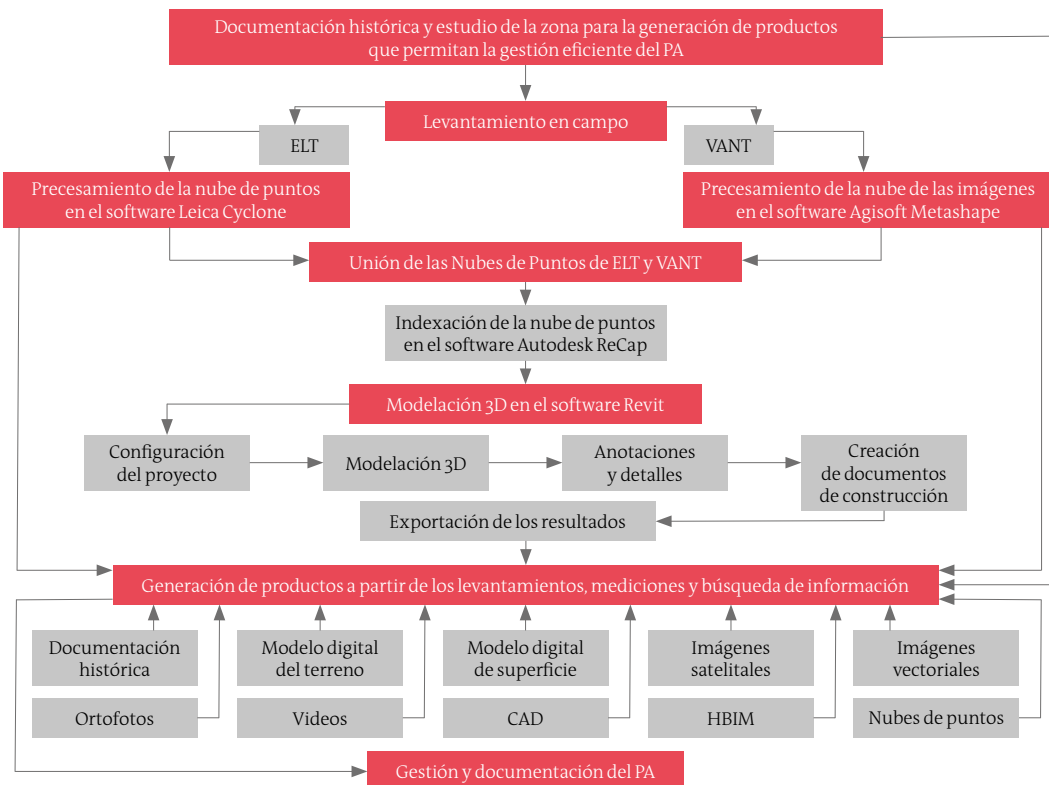 Documentación histórica y estudio de la zona para la generación de productos
que permitan la gestión eficiente del PA
Levantamiento en campo
ELT
VANT
Precesamiento de la nube de puntos
en el software Leica Cyclone
Precesamiento de la nube de las imágenes
en el software Agisoft Metashape
Unión de las Nubes de Puntos de ELT y VANT
Indexación de la nube de puntos
en el software Autodesk ReCap
Modelación 3D en el software Revit
Configuración
del proyecto
Modelación 3D
Anotaciones
y detalles
Creación
de documentos
de construcción
Exportación de los resultados
Generación de productos a partir de los levantamientos, mediciones y búsqueda de información
Documentación
histórica
Modelo digital
del terreno
Modelo digital
de superficie
Imágenes
satelitales
Imágenes
vectoriales
Ortofotos
Videos
CAD
HBIM
Nubes de puntos
Gestión y documentación del PA